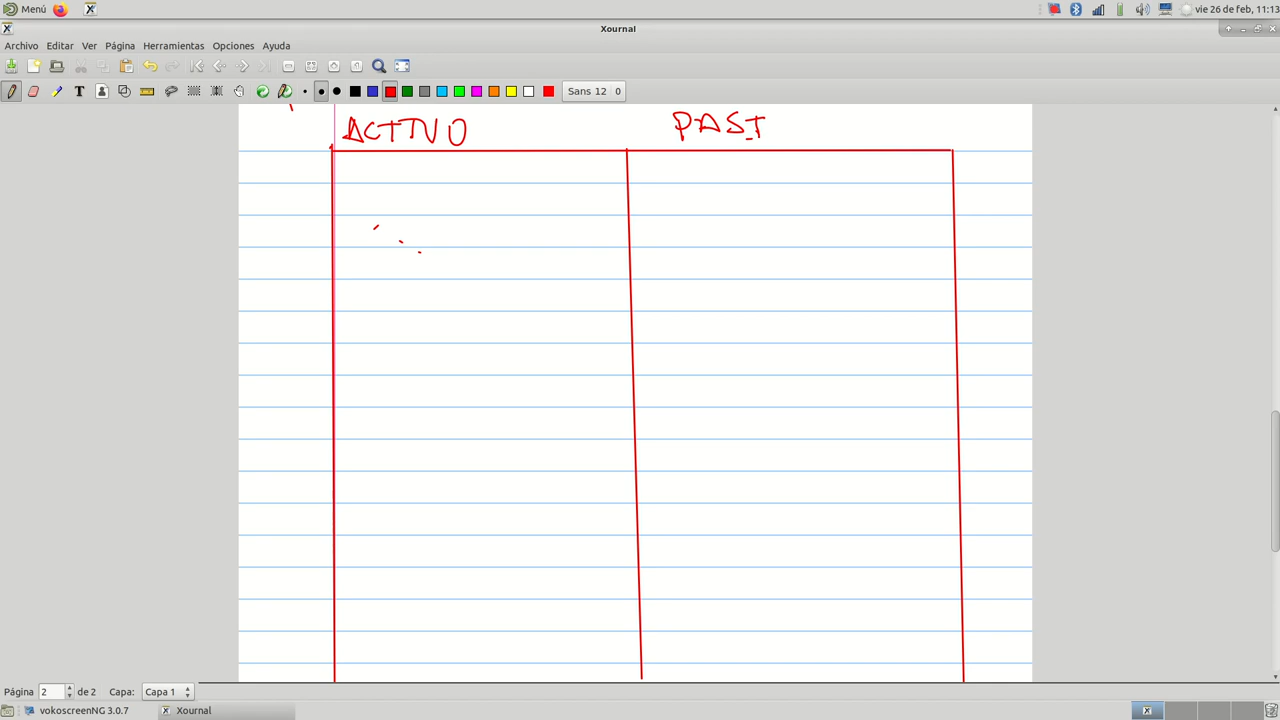 Menú
vie 26 de feb, 11:13
Xournal
Archivo Editar Ver Página Herramientas Opciones Ayuda
Sans 12 0
ACTIVO PASI
Página 2 de 2 Capa: Capa 1
vokoscreenNG 3.0.7 Xournal